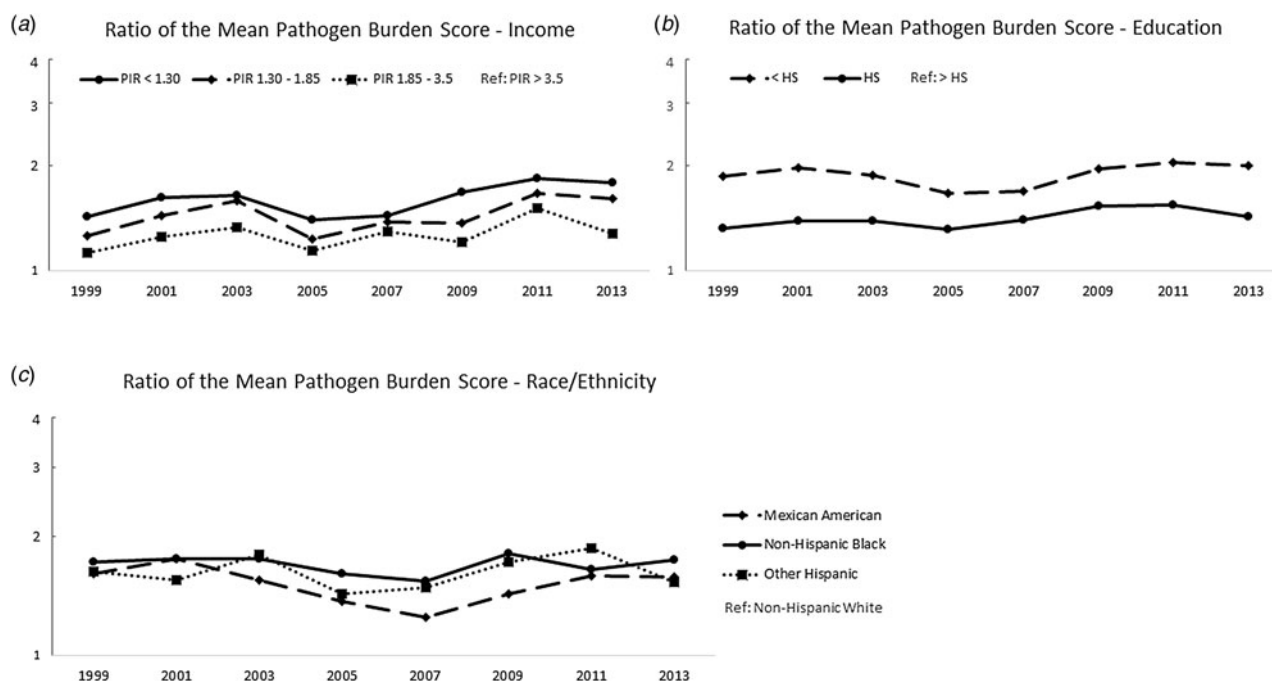 (a)
Ratio of the Mean Pathogen Burden Score - Income
4
PIR < 1.30 PIR 1.30 - 1.85 PIR 1.85 - 3.5 Ref: PIR > 3.5
3
2
1
1999 2001 2003 2005 2007 2009 2011 2013
(b)
Ratio of the Mean Pathogen Burden Score - Education
4
< HS HS Ref: > HS
3
2
1
1999 2001 2003 2005 2007 2009 2011 2013
(c)
Ratio of the Mean Pathogen Burden Score - Race/Ethnicity
4
3
2
1
1999 2001 2003 2005 2007 2009 2011 2013
Mexican American
Non-Hispanic Black
Other Hispanic
Ref: Non-Hispanic White